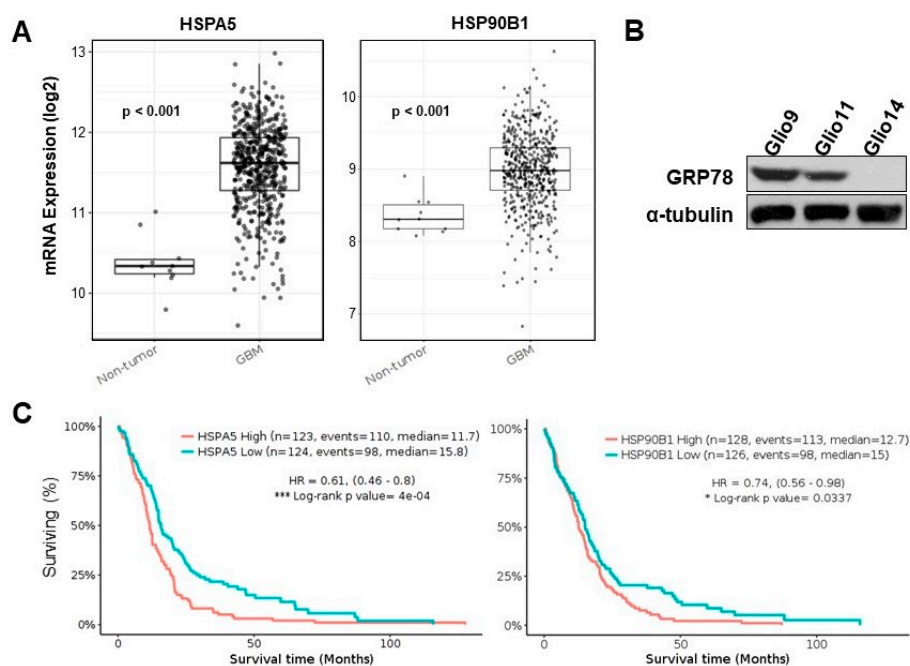 A
HSPA5
HSP90B1
B
mRNA Expression (log2)
13
12
11
10
p < 0.001
Non-tumor
GBM
10
9
8
7
p < 0.001
Non-tumor
GBM
Glio9
Glio11
Glio14
GRP78
α-tubulin
C
Surviving (%)
100%
75%
50%
25%
0%
HSPA5 High (n=123, events=110, median=11.7)
HSPA5 Low (n=124, events=98, median=15.8)
HR = 0.61, (0.46 - 0.8)
*** Log-rank p value= 4e-04
0
50
100
Survival time (Months)
100%
75%
50%
25%
0%
HSP90B1 High (n=128, events=113, median=12.7)
HSP90B1 Low (n=126, events=98, median=15)
HR = 0.74, (0.56 - 0.98)
* Log-rank p value= 0.0337
0
50
100
Survival time (Months)